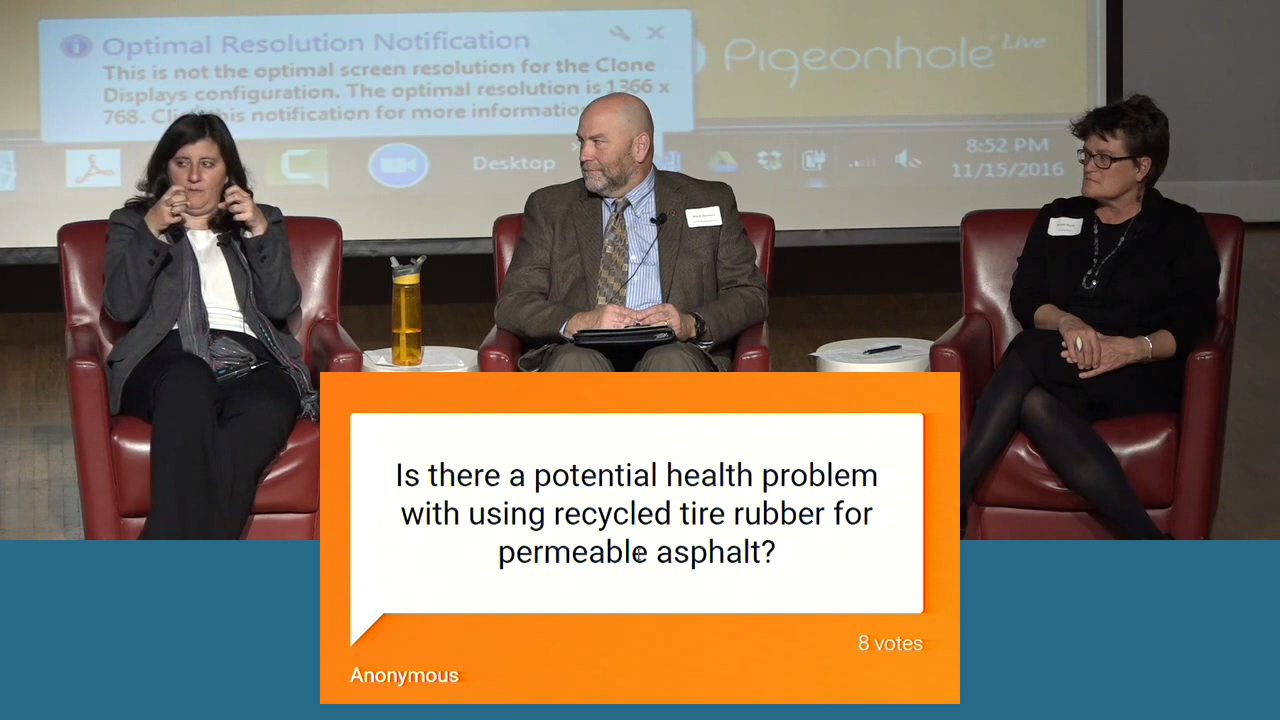 Optimal Resolution Notification
This is not the optimal screen resolution for the Clone
Displays configuration. The optimal resolution is 1366 x
768. Click this notification for more information
Pigeonhole Live
Desktop
8:52 PM
11/15/2016
Is there a potential health problem
with using recycled tire rubber for
permeable asphalt?
8 votes
Anonymous